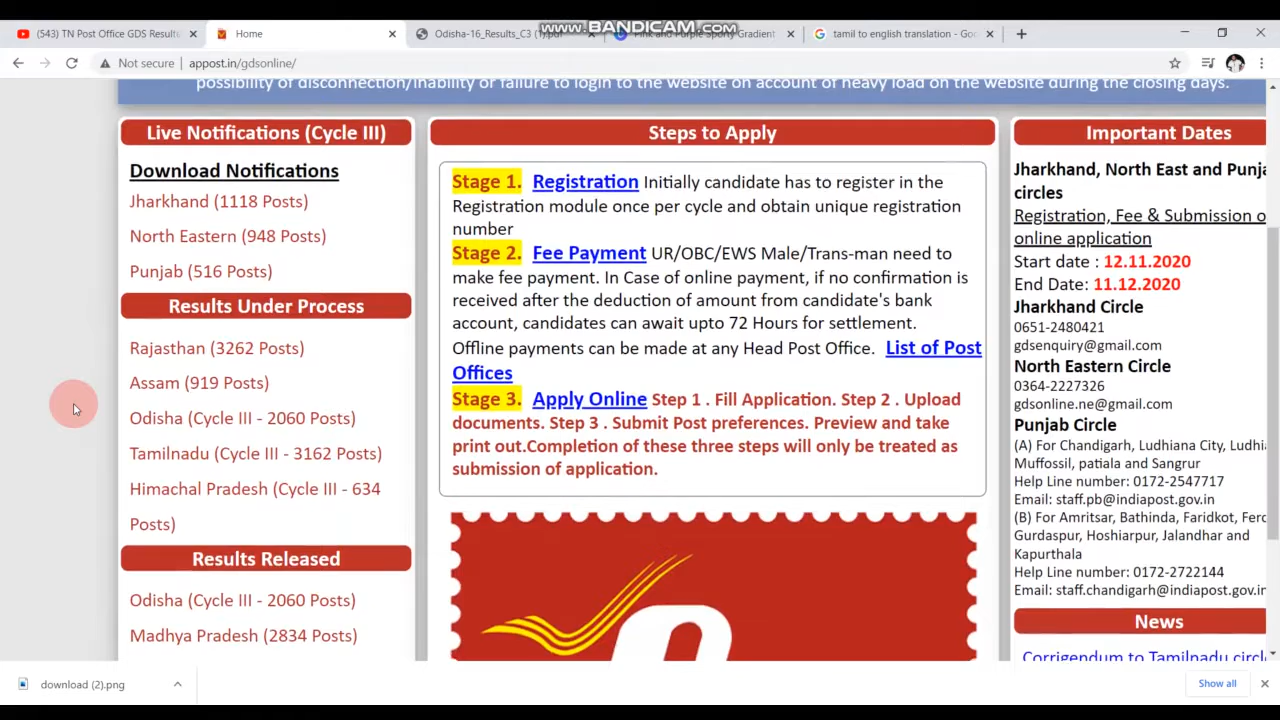 www.BANDICAM.com
(543) TN Post Office GDS Results
Home
Odisha-16_Results_C3 (1).pdf
Pink and Purple Sporty Gradient
tamil to english translation - Goo
Not secure | appost.in/gdsonline/
possibility of disconnection/inability or failure to login to the website on account of heavy load on the website during the closing days.
Live Notifications (Cycle III)
Download Notifications
Jharkhand (1118 Posts)
North Eastern (948 Posts)
Punjab (516 Posts)
Results Under Process
Rajasthan (3262 Posts)
Assam (919 Posts)
Odisha (Cycle III - 2060 Posts)
Tamilnadu (Cycle III - 3162 Posts)
Himachal Pradesh (Cycle III - 634
Posts)
Results Released
Odisha (Cycle III - 2060 Posts)
Madhya Pradesh (2834 Posts)
Steps to Apply
Stage 1. Registration Initially candidate has to register in the
Registration module once per cycle and obtain unique registration
number
Stage 2. Fee Payment UR/OBC/EWS Male/Trans-man need to
make fee payment. In Case of online payment, if no confirmation is
received after the deduction of amount from candidate's bank
account, candidates can await upto 72 Hours for settlement.
Offline payments can be made at any Head Post Office. List of Post
Offices
Stage 3. Apply Online Step 1 . Fill Application. Step 2 . Upload
documents. Step 3 . Submit Post preferences. Preview and take
print out.Completion of these three steps will only be treated as
submission of application.
Important Dates
Jharkhand, North East and Punja
circles
Registration, Fee & Submission o
online application
Start date : 12.11.2020
End Date: 11.12.2020
Jharkhand Circle
0651-2480421
gdsenquiry@gmail.com
North Eastern Circle
0364-2227326
gdsonline.ne@gmail.com
Punjab Circle
(A) For Chandigarh, Ludhiana City, Ludhi
Muffossil, patiala and Sangrur
Help Line number: 0172-2547717
Email: staff.pb@indiapost.gov.in
(B) For Amritsar, Bathinda, Faridkot, Fero
Gurdaspur, Hoshiarpur, Jalandhar and
Kapurthala
Help Line number: 0172-2722144
Email: staff.chandigarh@indiapost.gov.in
News
Corrigendum to Tamilnadu circl
download (2).png
Show all